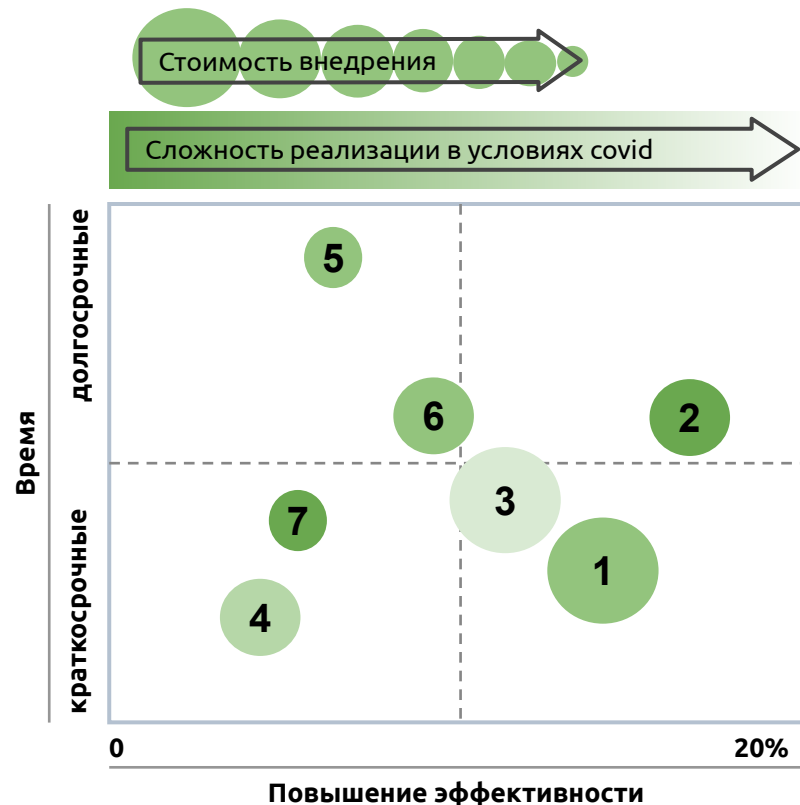 Стоимость внедрения
Сложность реализации в условиях covid
Время
долгосрочные
краткосрочные
5
6
2
3
7
1
4
0
20%
Повышение эффективности